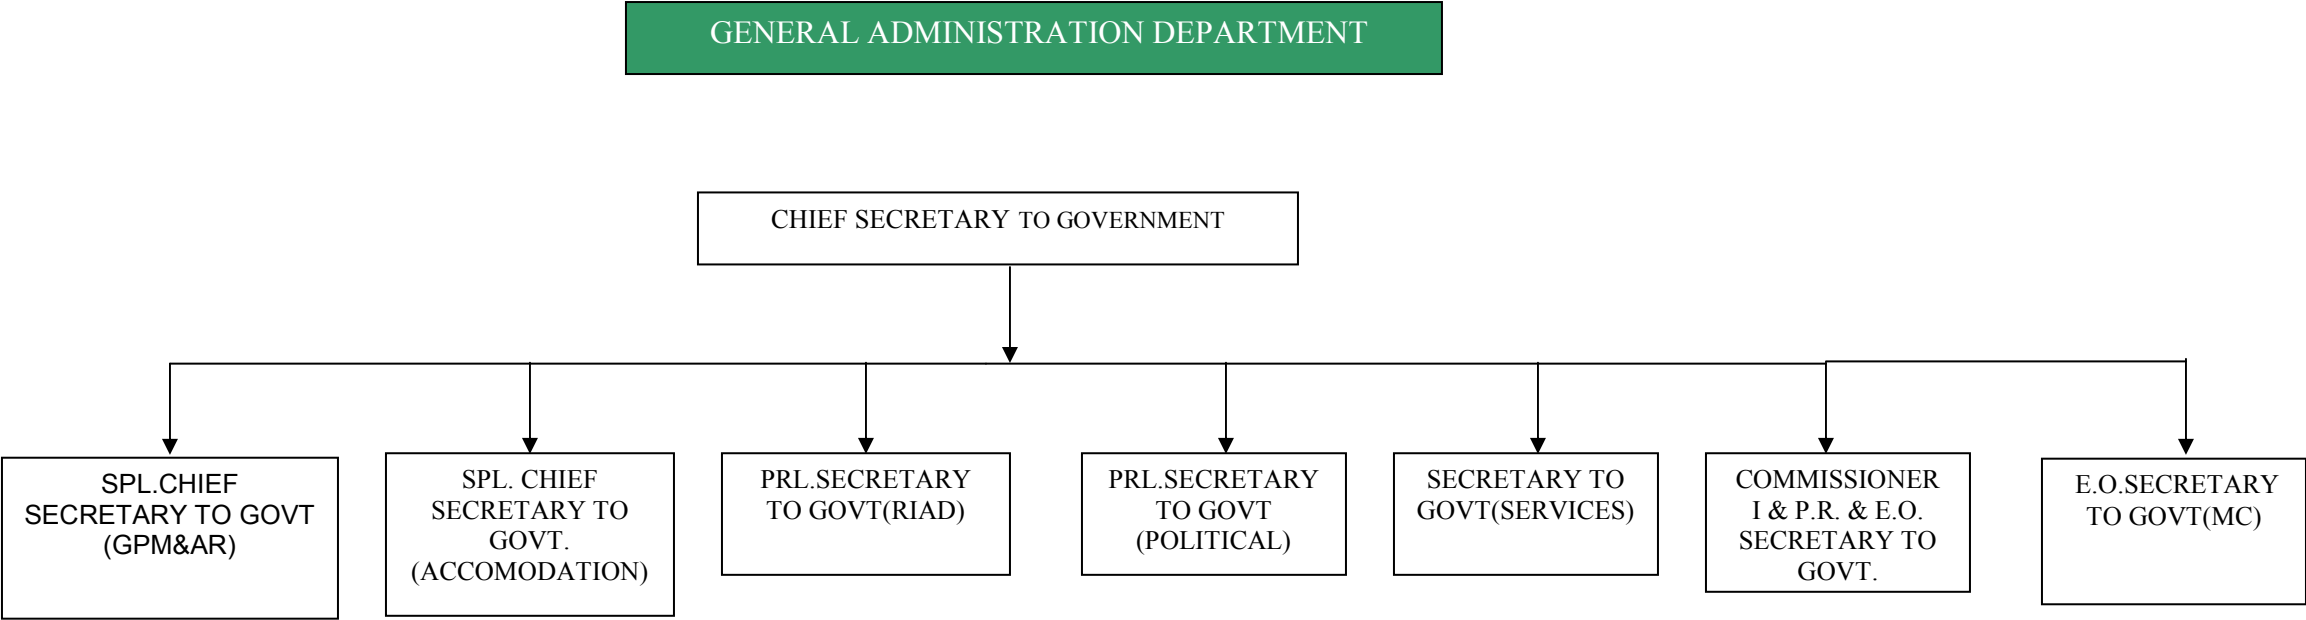 GENERAL ADMINISTRATION DEPARTMENT
CHIEF SECRETARY TO GOVERNMENT
SPL.CHIEF
SECRETARY TO GOVT
(GPM&AR)
SPL. CHIEF
SECRETARY TO
GOVT.
(ACCOMODATION)
PRL.SECRETARY
TO GOVT(RIAD)
PRL.SECRETARY
TO GOVT
(POLITICAL)
SECRETARY TO
GOVT(SERVICES)
COMMISSIONER
I & P.R. & E.O.
SECRETARY TO
GOVT.
E.O.SECRETARY
TO GOVT(MC)